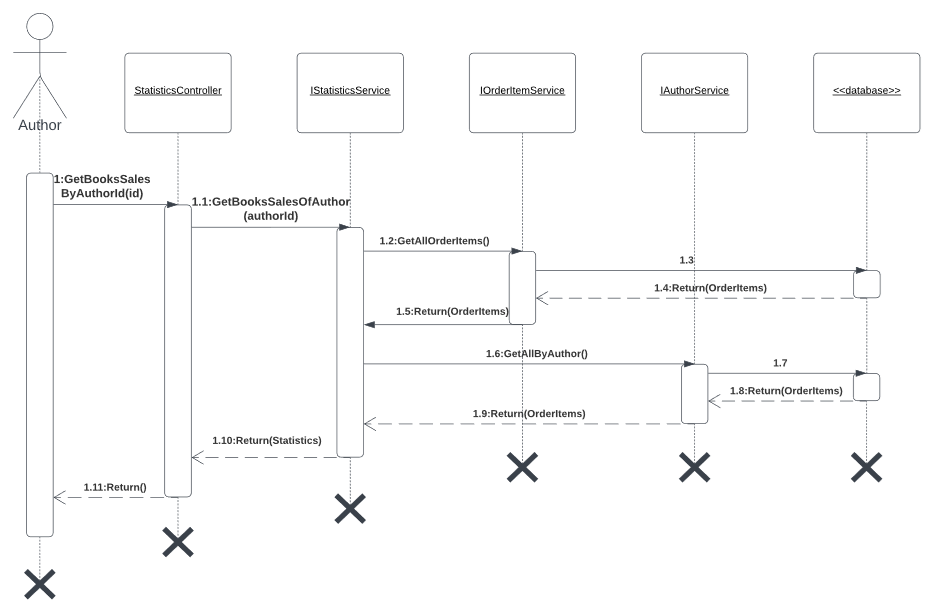 Author
StatisticsController
IStatisticsService
IOrderItemService
IAuthorService
<<database>>
1:GetBooksSales
ByAuthorId(id)
1.1:GetBooksSalesOfAuthor
(authorId)
1.2:GetAllOrderItems()
1.3
1.4:Return(OrderItems)
1.5:Return(OrderItems)
1.6:GetAllByAuthor()
1.7
1.8:Return(OrderItems)
1.9:Return(OrderItems)
1.10:Return(Statistics)
1.11:Return()